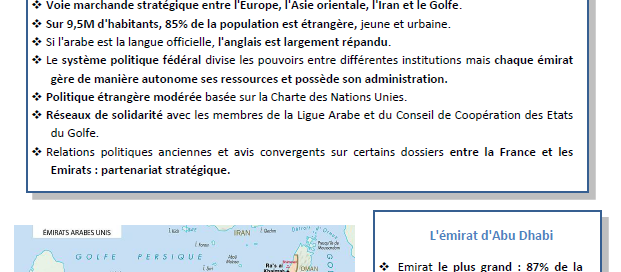 ❖ Voie marchande stratégique entre l'Europe, l'Asie orientale, l'Iran et le Golfe.
❖ Sur 9,5M d'habitants, 85% de la population est étrangère, jeune et urbaine.
❖ Si l'arabe est la langue officielle, l'anglais est largement répandu.
❖ Le système politique fédéral divise les pouvoirs entre différentes institutions mais chaque émirat
gère de manière autonome ses ressources et possède son administration.
❖ Politique étrangère modérée basée sur la Charte des Nations Unies.
❖ Réseaux de solidarité avec les membres de la Ligue Arabe et du Conseil de Coopération des Etats
du Golfe.
❖ Relations politiques anciennes et avis convergents sur certains dossiers entre la France et les
Emirats : partenariat stratégique.
ÉMIRATS ARABES UNIS
IRAN
GOLFE PERSIQUE
Ra's al
OMAN
L'émirat d'Abu Dhabi
❖ Emirat le plus grand : 87% de la